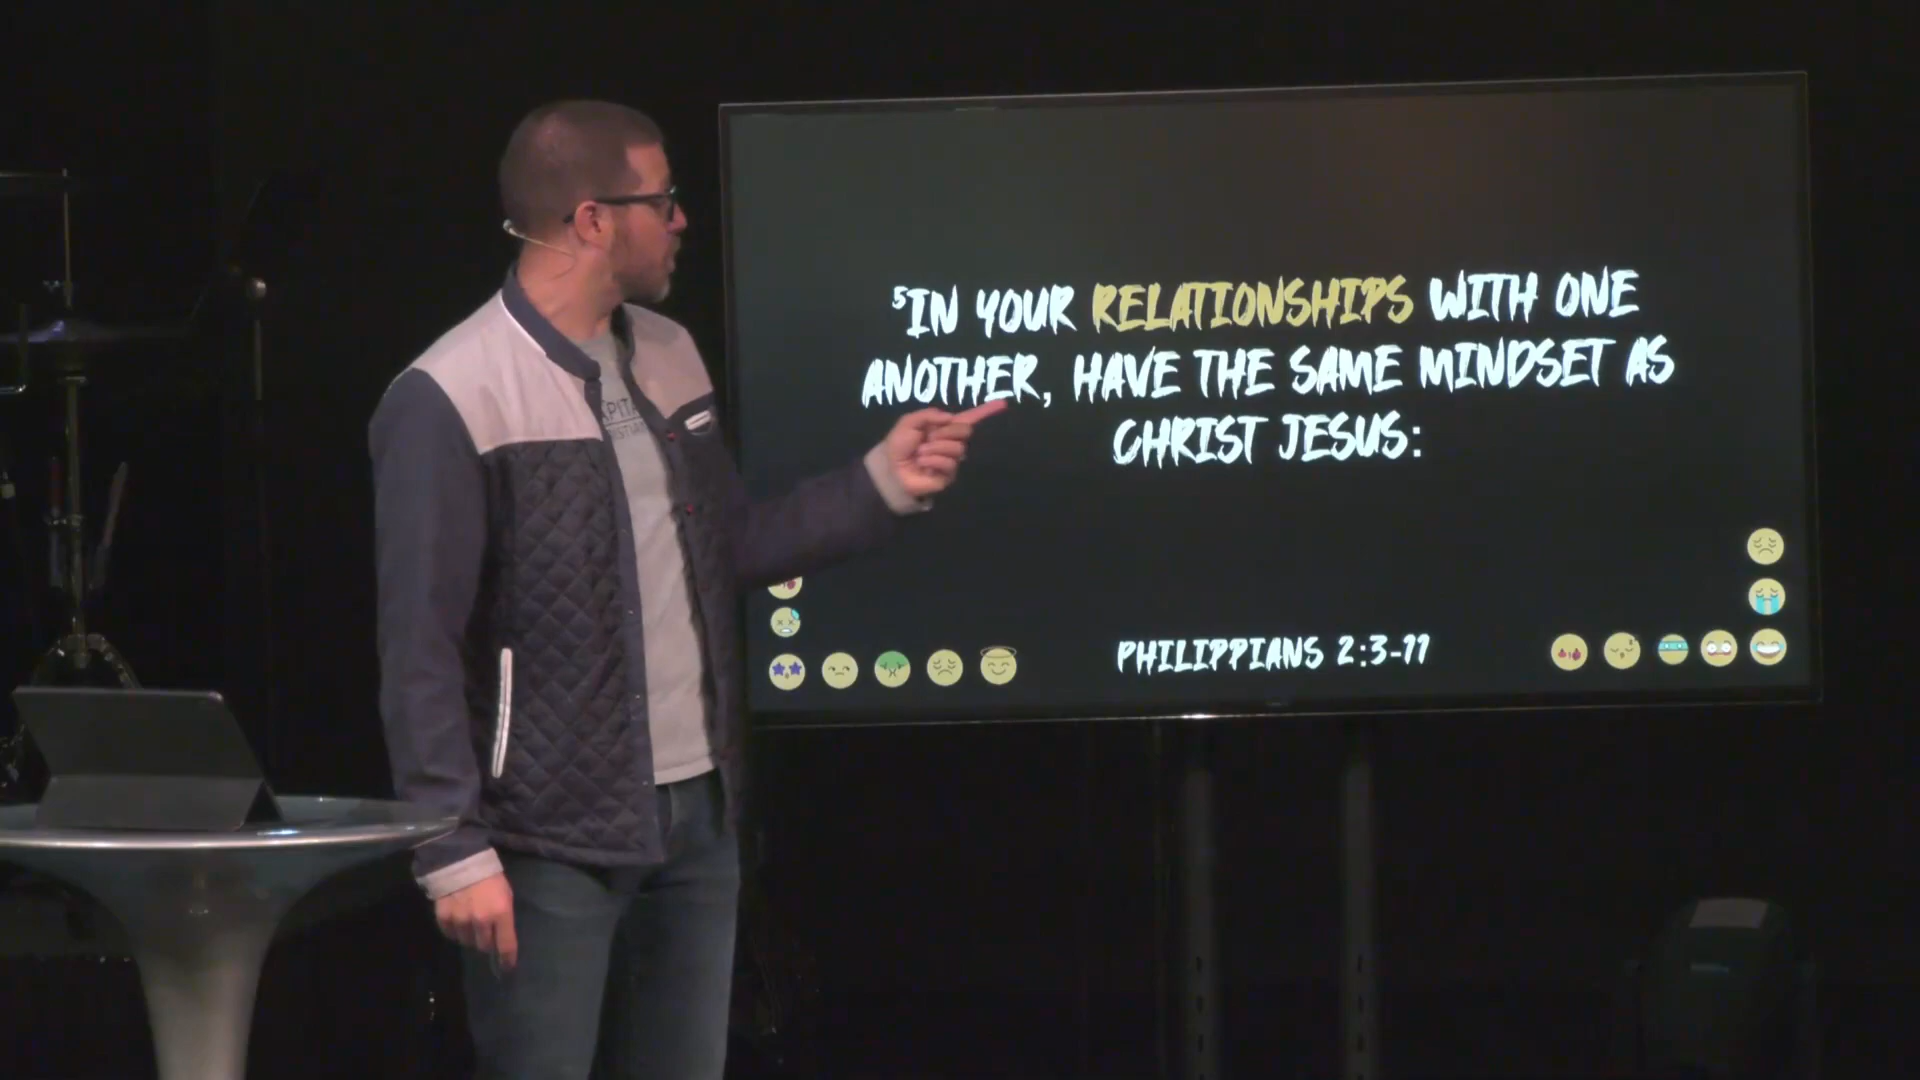 ⁵IN YOUR RELATIONSHIPS WITH ONE
ANOTHER, HAVE THE SAME MINDSET AS
CHRIST JESUS:
PHILIPPIANS 2:3-11